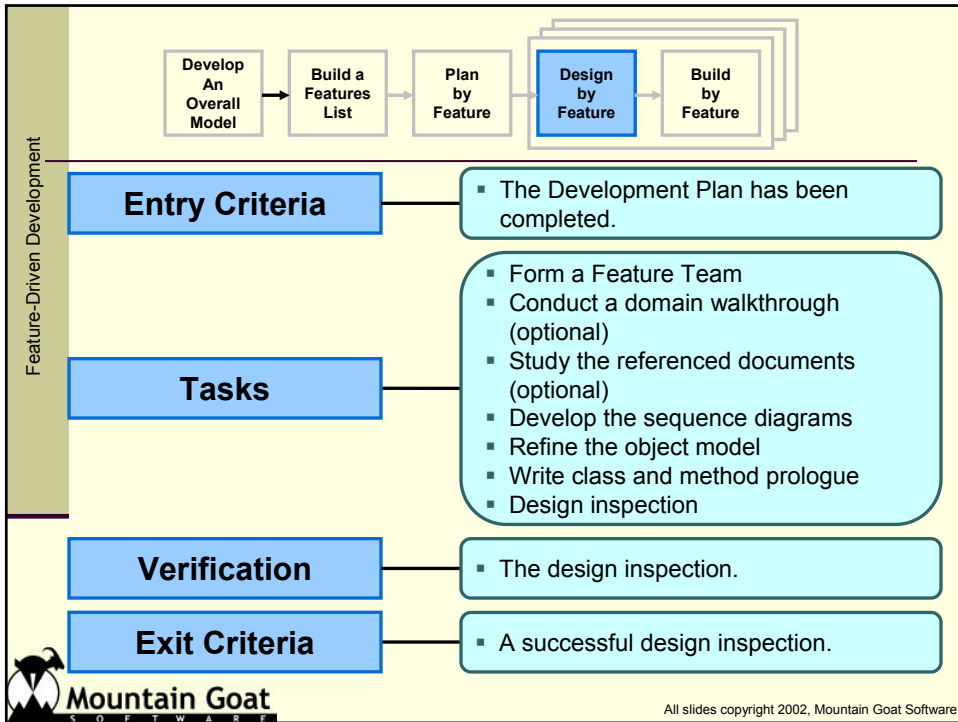 Develop
An
Overall
Model
Build a
Features
List
Plan
by
Feature
Design
by
Feature
Build
by
Feature
Feature-Driven Development
Entry Criteria
▪ The Development Plan has been
completed.
Tasks
▪ Form a Feature Team
▪ Conduct a domain walkthrough
(optional)
▪ Study the referenced documents
(optional)
▪ Develop the sequence diagrams
▪ Refine the object model
▪ Write class and method prologue
▪ Design inspection
Verification
▪ The design inspection.
Exit Criteria
▪ A successful design inspection.
Mountain Goat
SOFTWARE
All slides copyright 2002, Mountain Goat Software